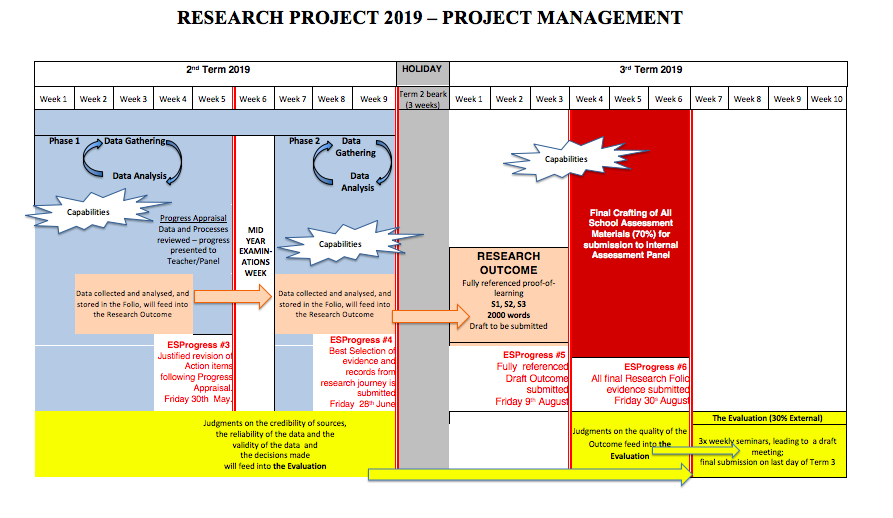 RESEARCH PROJECT 2019 – PROJECT MANAGEMENT
2nd Term 2019
HOLIDAY
3rd Term 2019
Week 1
Week 2
Week 3
Week 4
Week 5
Week 6
Week 7
Week 8
Week 9
Term 2 beark
(3 weeks)
Week 1
Week 2
Week 3
Week 4
Week 5
Week 6
Week 7
Week 8
Week 9
Week 10
Phase 1
Data Gathering
Data Analysis
Capabilities
Progress Appraisal
Data and Processes
reviewed – progress
presented to
Teacher/Panel
MID
YEAR
EXAMIN-
ATIONS
WEEK
Phase 2
Data
Gathering
Data
Analysis
Capabilities
Capabilities
Final Crafting of All
School Assessment
Materials (70%) for
submission to Internal
Assessment Panel
Data collected and analysed, and
stored in the Folio, will feed into
the Research Outcome
Data collected and analysed, and
stored in the Folio, will feed into
the Research Outcome
RESEARCH
OUTCOME
Fully referenced proof-of-
learning
S1, S2, S3
2000 words
Draft to be submitted
ESProgress #3
Justified revision of
Action items
following Progress
Appraisal.
Friday 30th May.
ESProgress #4
Best Selection of
evidence and
records from
research journey is
submitted
Friday 28th June
ESProgress #5
Fully referenced
Draft Outcome
submitted
Friday 9th August
ESProgress #6
All final Research Folio
evidence submitted
Friday 30th August
Judgments on the credibility of sources,
the reliability of the data and the
validity of the data and
the decisions made
will feed into the Evaluation
Judgments on the quality of the
Outcome feed into the
Evaluation
The Evaluation (30% External)
3x weekly seminars, leading to a draft
meeting;
final submission on last day of Term 3